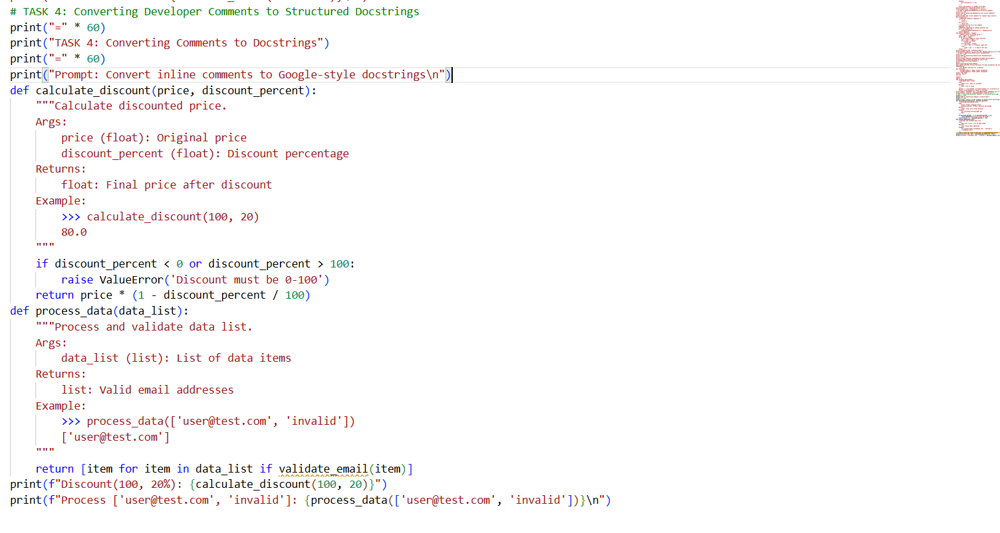 # TASK 4: Converting Developer Comments to Structured Docstrings
print("=" * 60)
print("TASK 4: Converting Comments to Docstrings")
print("=" * 60)
print("Prompt: Convert inline comments to Google-style docstrings\n")
def calculate_discount(price, discount_percent):
    """Calculate discounted price.
    Args:
        price (float): Original price
        discount_percent (float): Discount percentage
    Returns:
        float: Final price after discount
    Example:
        >>> calculate_discount(100, 20)
        80.0
    """
    if discount_percent < 0 or discount_percent > 100:
        raise ValueError('Discount must be 0-100')
    return price * (1 - discount_percent / 100)
def process_data(data_list):
    """Process and validate data list.
    Args:
        data_list (list): List of data items
    Returns:
        list: Valid email addresses
    Example:
        >>> process_data(['user@test.com', 'invalid'])
        ['user@test.com']
    """
    return [item for item in data_list if validate_email(item)]
print(f"Discount(100, 20%): {calculate_discount(100, 20)}")
print(f"Process ['user@test.com', 'invalid']: {process_data(['user@test.com', 'invalid'])}\n")